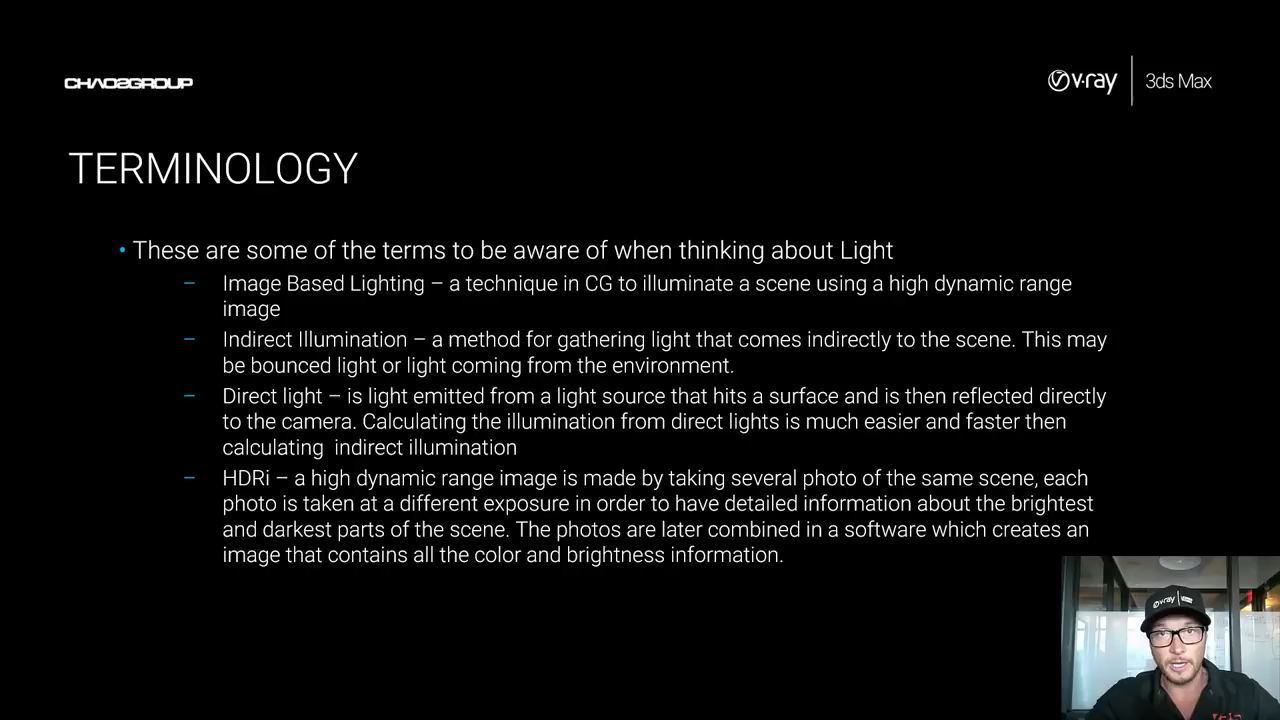 CHAOSGROUP
v·ray | 3ds Max
TERMINOLOGY
• These are some of the terms to be aware of when thinking about Light
– Image Based Lighting – a technique in CG to illuminate a scene using a high dynamic range
image
– Indirect Illumination – a method for gathering light that comes indirectly to the scene. This may
be bounced light or light coming from the environment.
– Direct light – is light emitted from a light source that hits a surface and is then reflected directly
to the camera. Calculating the illumination from direct lights is much easier and faster then
calculating  indirect illumination
– HDRi – a high dynamic range image is made by taking several photo of the same scene, each
photo is taken at a different exposure in order to have detailed information about the brightest
and darkest parts of the scene. The photos are later combined in a software which creates an
image that contains all the color and brightness information.
v·ray